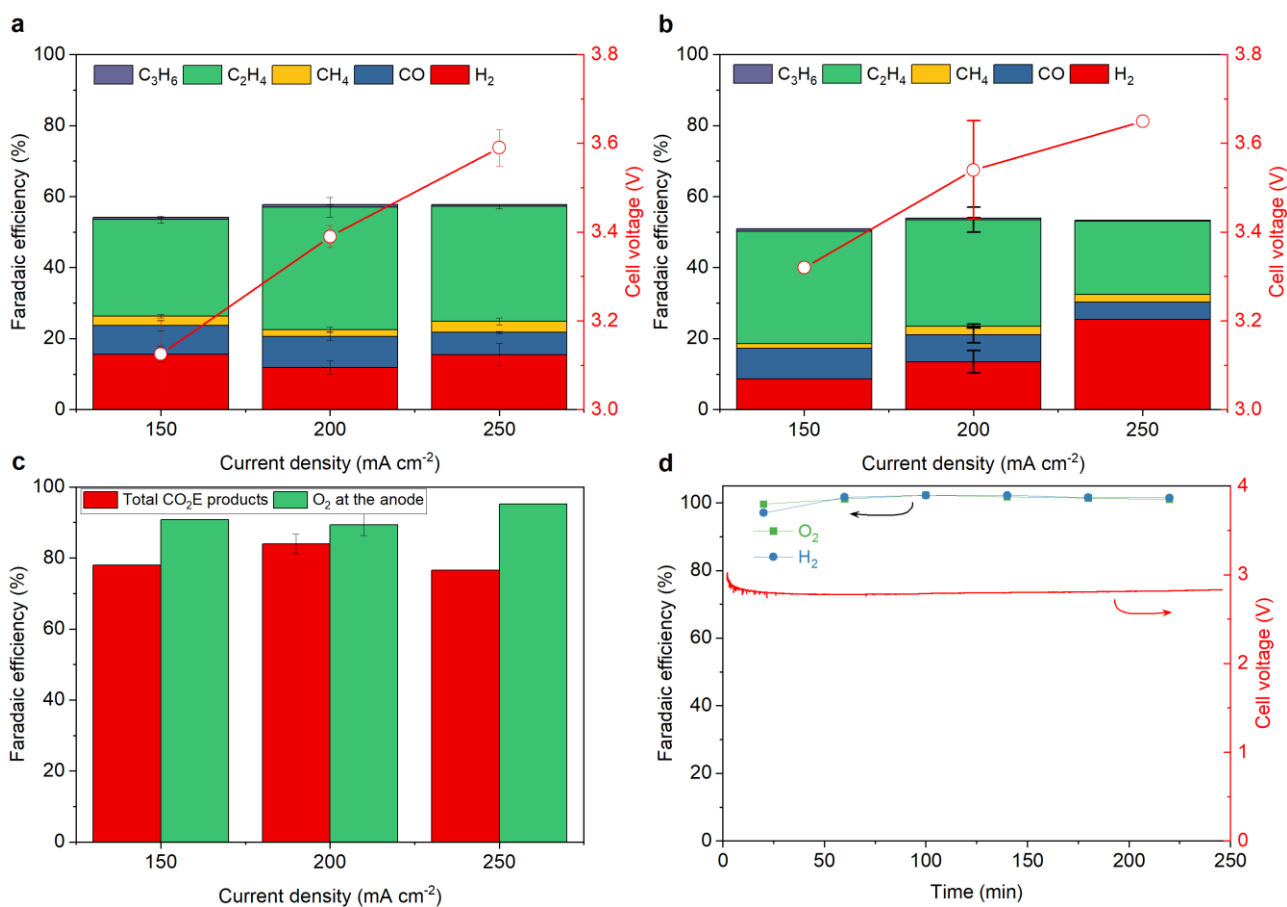 a
C₃H₆ C₂H₄ CH₄ CO H₂
Faradaic efficiency (%)
0
20
40
60
80
100
3.0
3.2
3.4
3.6
3.8
Cell voltage (V)
150 200 250
Current density (mA cm⁻²)
b
C₃H₆ C₂H₄ CH₄ CO H₂
Faradaic efficiency (%)
0
20
40
60
80
100
3.0
3.2
3.4
3.6
3.8
Cell voltage (V)
150 200 250
Current density (mA cm⁻²)
c
Total CO₂E products O₂ at the anode
Faradaic efficiency (%)
0
20
40
60
80
100
150 200 250
Current density (mA cm⁻²)
d
O₂
H₂
Faradaic efficiency (%)
0
20
40
60
80
100
0
1
2
3
4
Cell voltage (V)
0 50 100 150 200 250
Time (min)